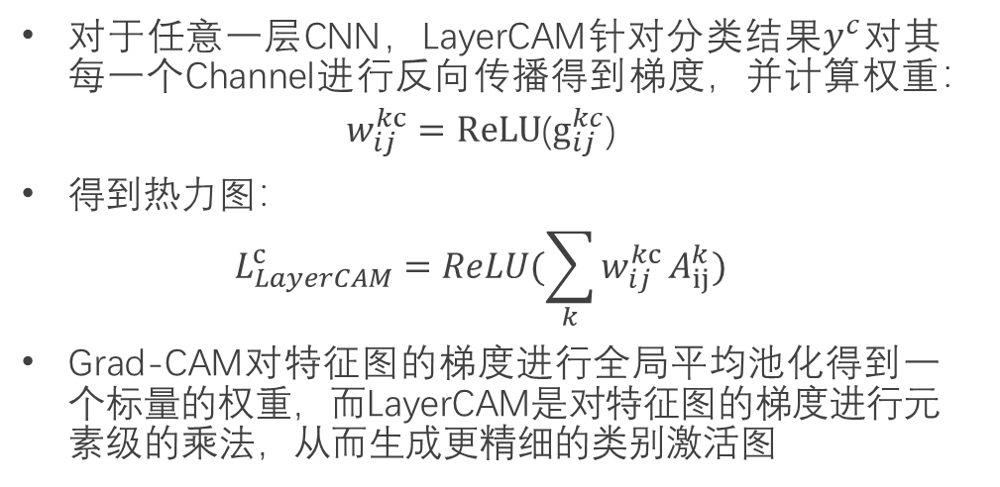 • 对于任意一层CNN，LayerCAM针对分类结果$y^c$对其
每一个Channel进行反向传播得到梯度，并计算权重：
$w_{ij}^{kc} = \mathrm{ReLU}(\mathrm{g}_{ij}^{kc})$
• 得到热力图：
$L_{LayerCAM}^{\mathrm{c}} = ReLU(\sum_{k} w_{ij}^{k\mathrm{c}} A_{\mathrm{ij}}^{\mathrm{k}})$
• Grad-CAM对特征图的梯度进行全局平均池化得到一
个标量的权重，而LayerCAM是对特征图的梯度进行元
素级的乘法，从而生成更精细的类别激活图